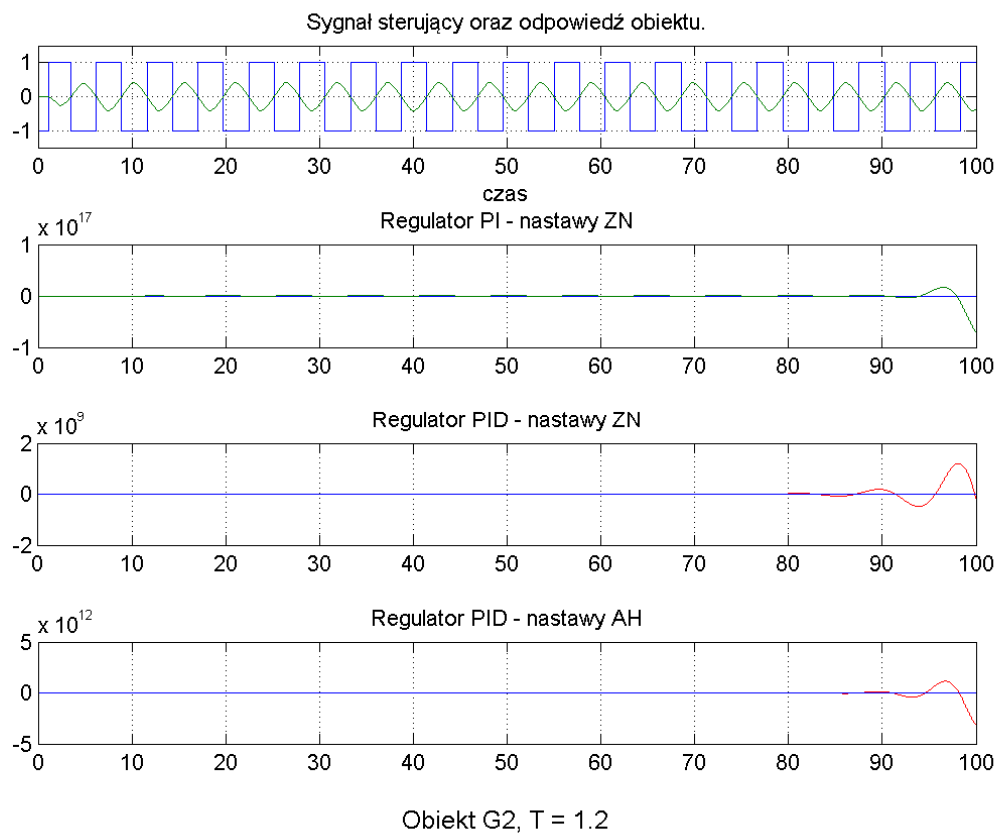 Sygnał sterujący oraz odpowiedź obiektu.
1
0
-1
0 10 20 30 40 50 60 70 80 90 100
czas
Regulator PI - nastawy ZN
x 10^17
1
0
-1
0 10 20 30 40 50 60 70 80 90 100
Regulator PID - nastawy ZN
x 10^9
2
0
-2
0 10 20 30 40 50 60 70 80 90 100
Regulator PID - nastawy AH
x 10^12
5
0
-5
0 10 20 30 40 50 60 70 80 90 100
Obiekt G2, T = 1.2